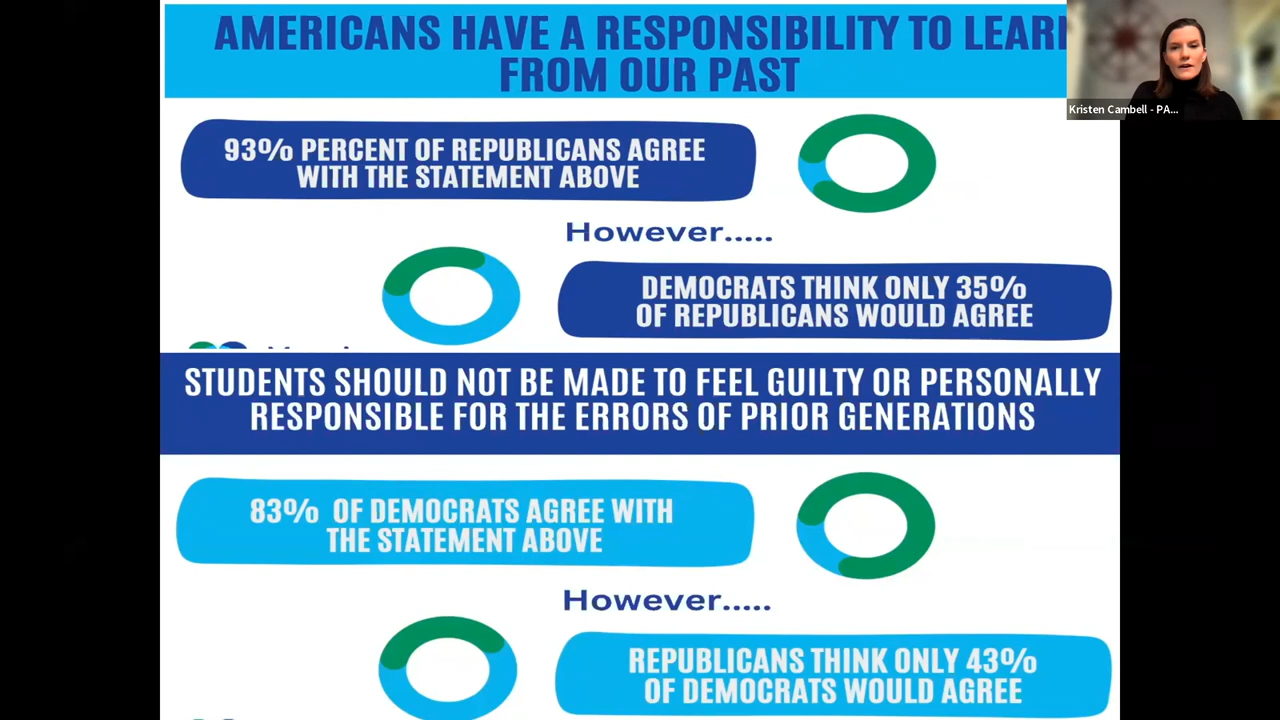 AMERICANS HAVE A RESPONSIBILITY TO LEAR
FROM OUR PAST
Kristen Cambell - PA...
93% PERCENT OF REPUBLICANS AGREE
WITH THE STATEMENT ABOVE
However.....
DEMOCRATS THINK ONLY 35%
OF REPUBLICANS WOULD AGREE
STUDENTS SHOULD NOT BE MADE TO FEEL GUILTY OR PERSONALLY
RESPONSIBLE FOR THE ERRORS OF PRIOR GENERATIONS
83% OF DEMOCRATS AGREE WITH
THE STATEMENT ABOVE
However.....
REPUBLICANS THINK ONLY 43%
OF DEMOCRATS WOULD AGREE